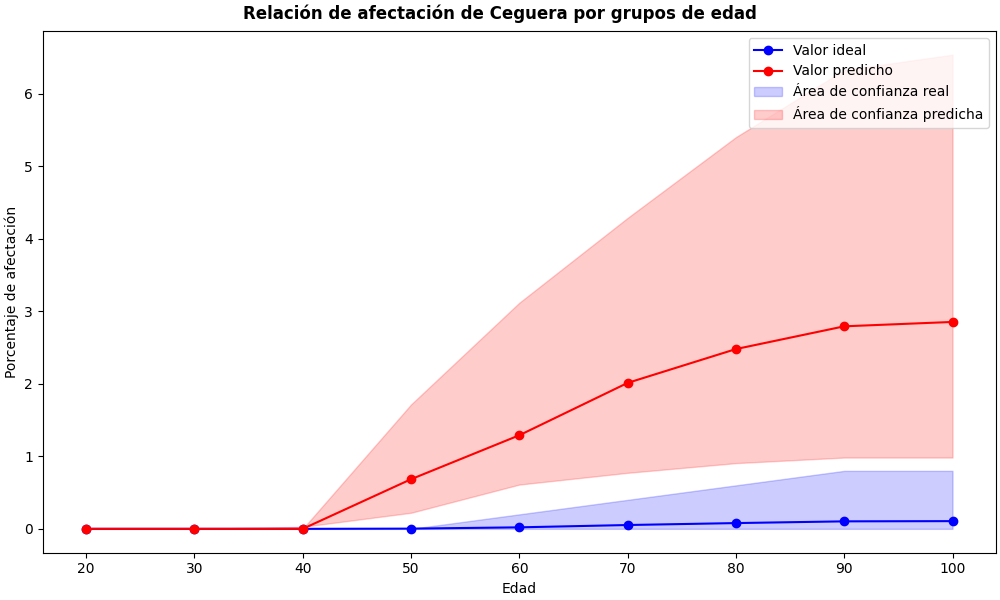 Relación de afectación de Ceguera por grupos de edad
Valor ideal
Valor predicho
Área de confianza real
Área de confianza predicha
Porcentaje de afectación
6
5
4
3
2
1
0
20 30 40 50 60 70 80 90 100
Edad